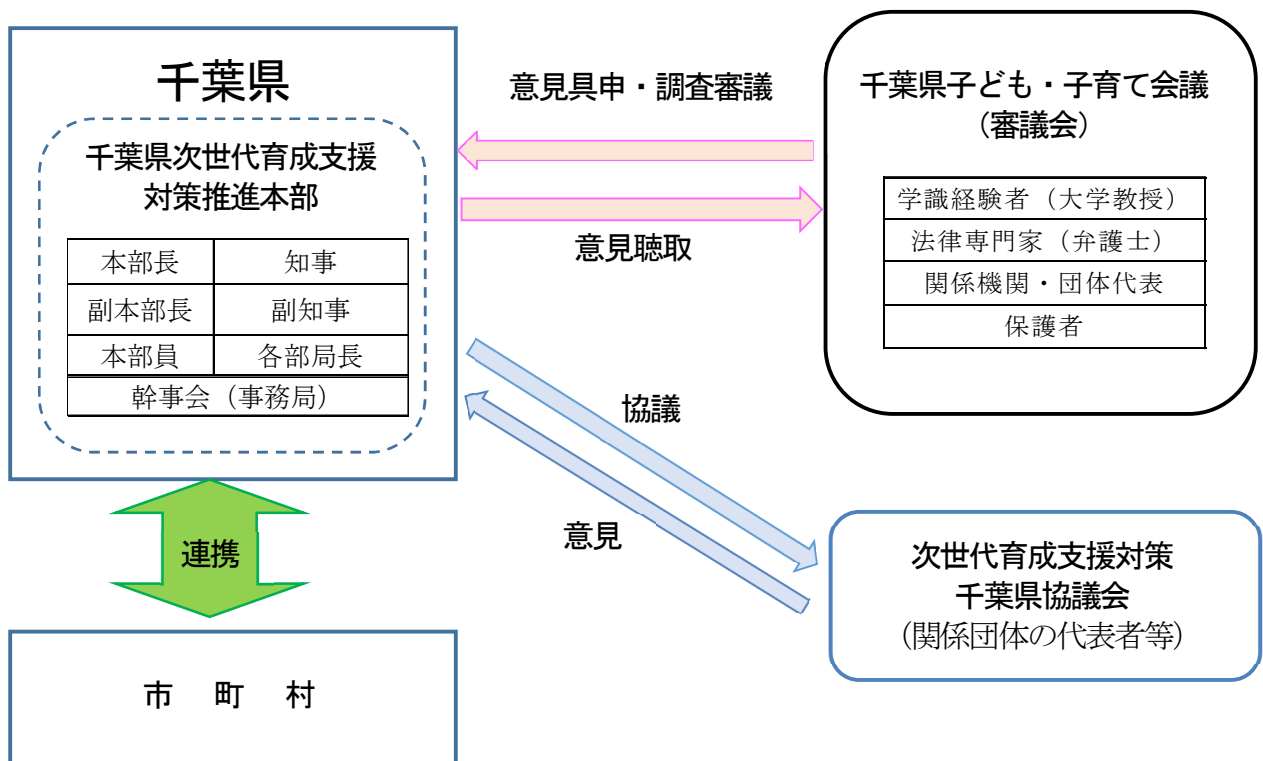 千葉県
千葉県次世代育成支援
対策推進本部
本部長 知事
副本部長 副知事
本部員 各部局長
幹事会（事務局）
意見具申・調査審議
意見聴取
千葉県子ども・子育て会議
（審議会）
学識経験者（大学教授）
法律専門家（弁護士）
関係機関・団体代表
保護者
協議
意見
連携
次世代育成支援対策
千葉県協議会
（関係団体の代表者等）
市 町 村